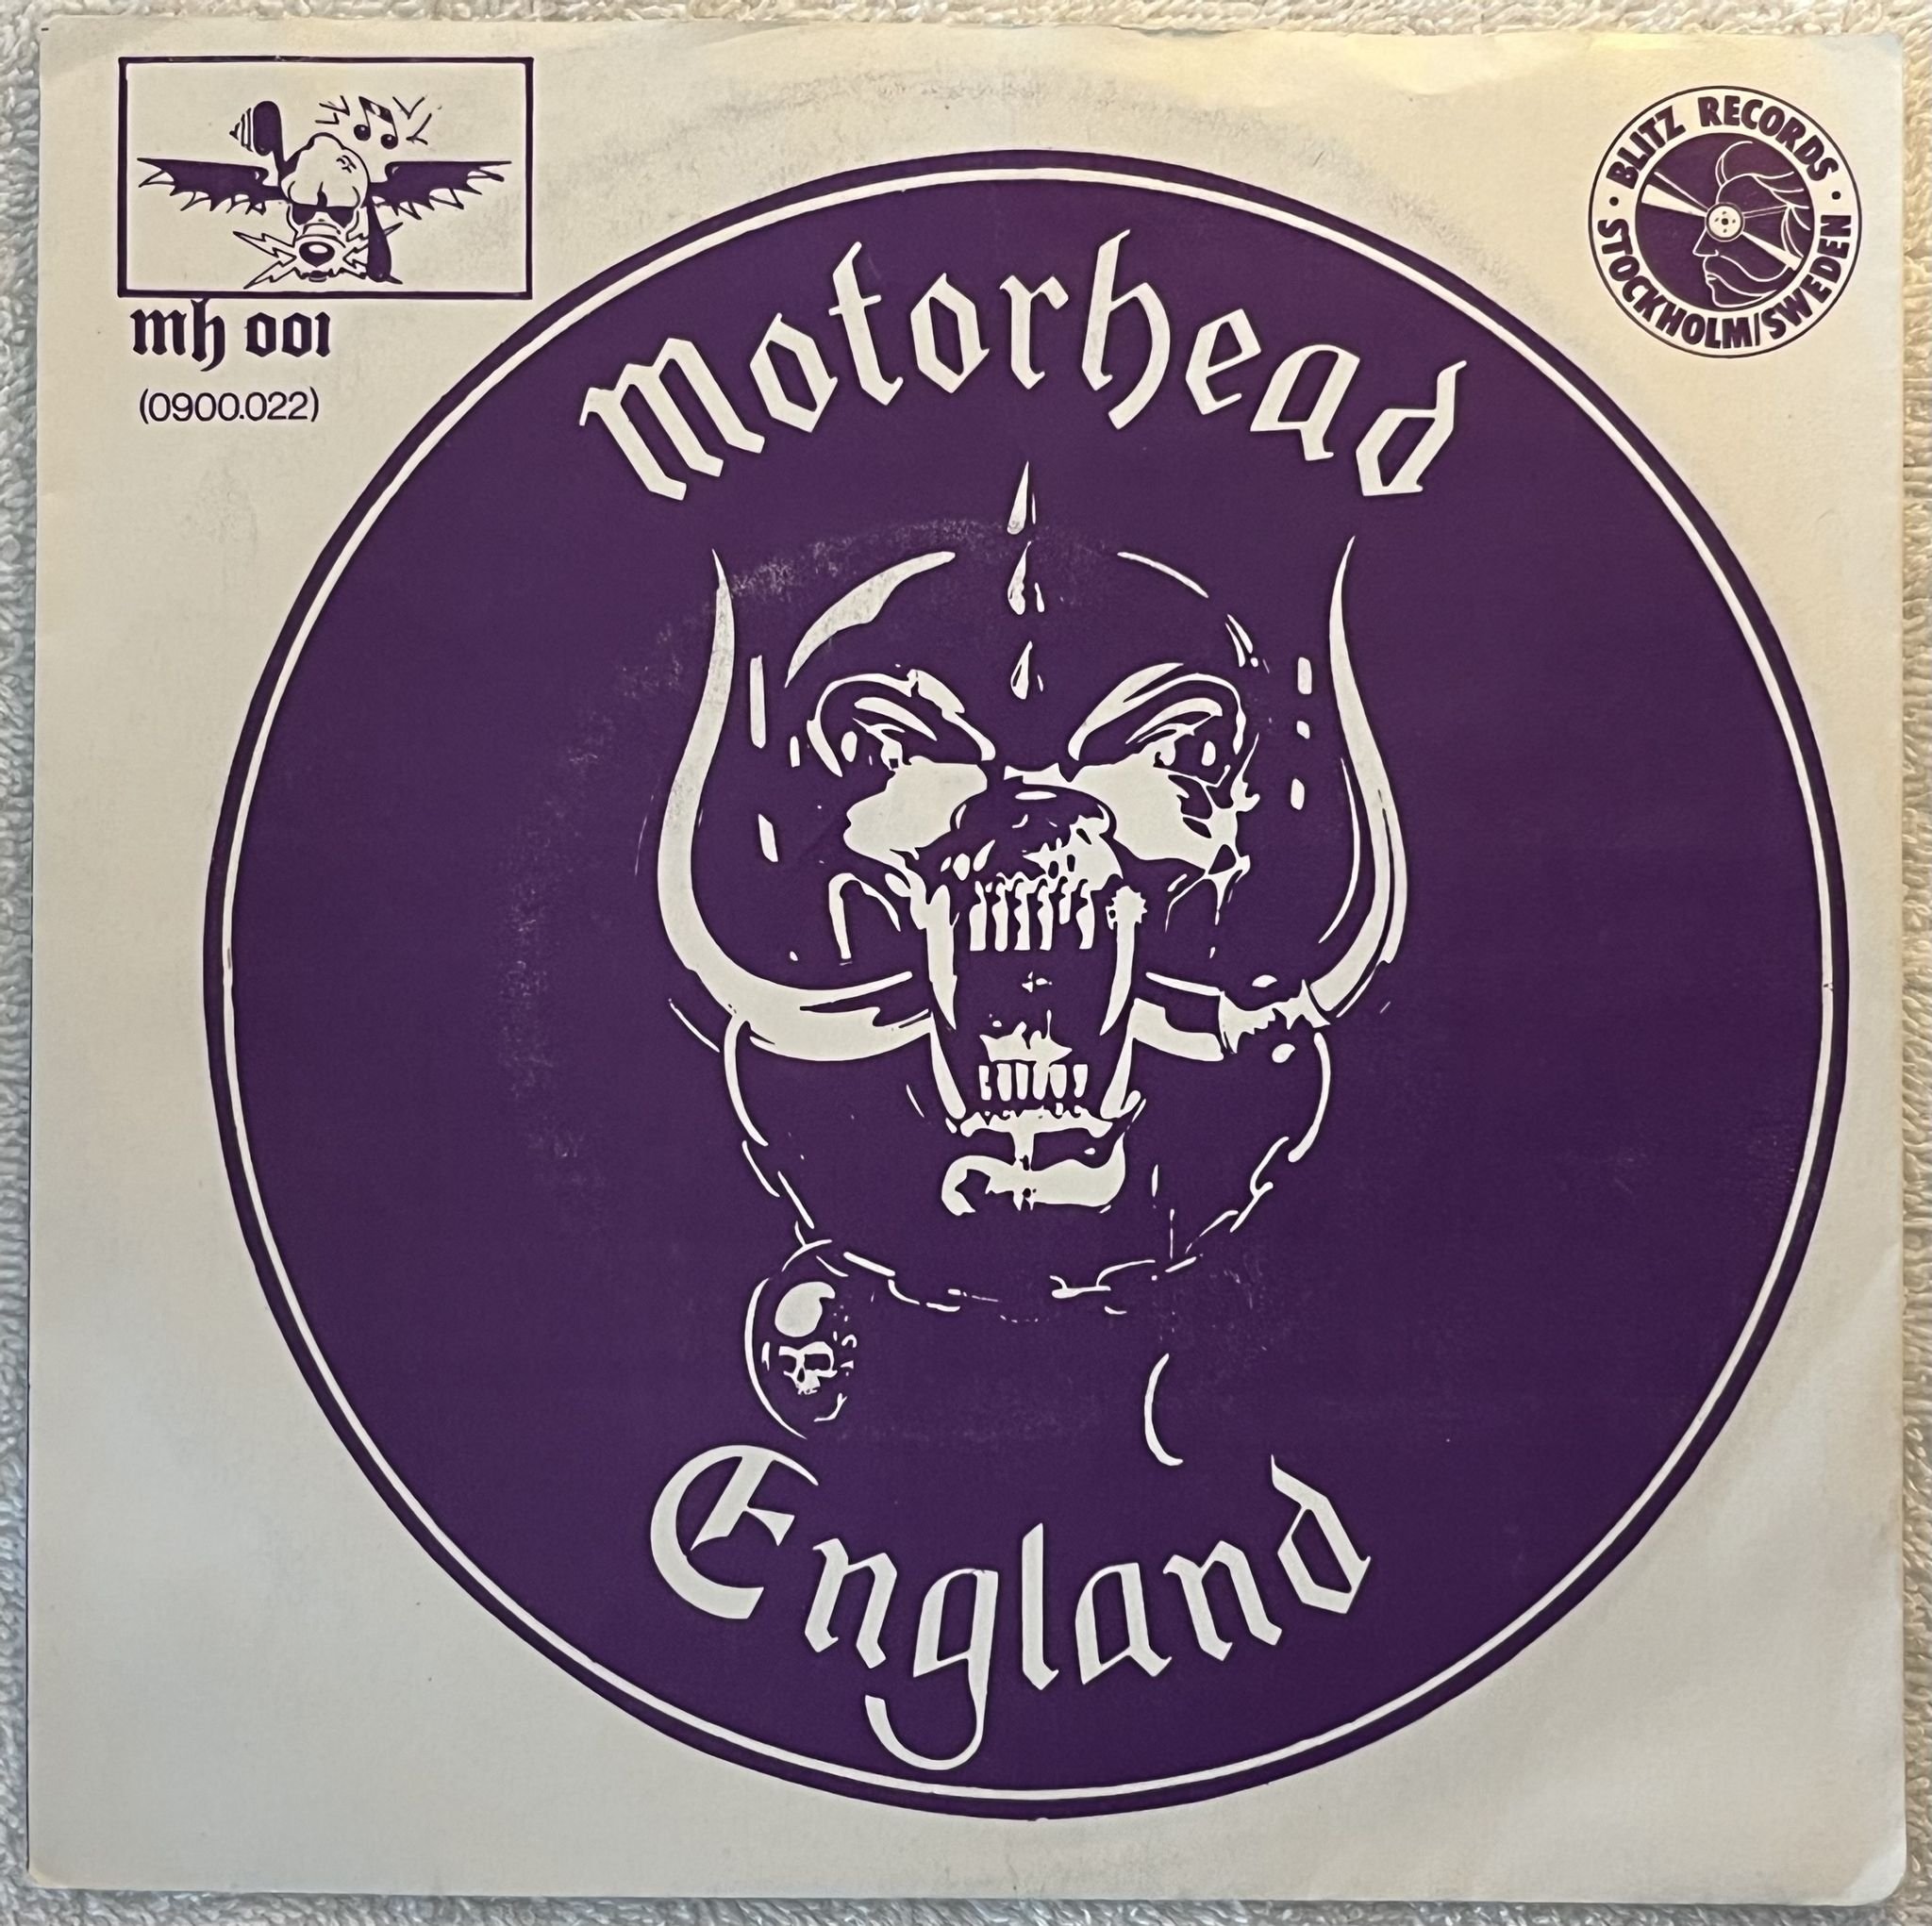 mh 001
(0900.022)
· BLITZ RECORDS ·
STOCKHOLM/SWEDEN
Motorhead
England